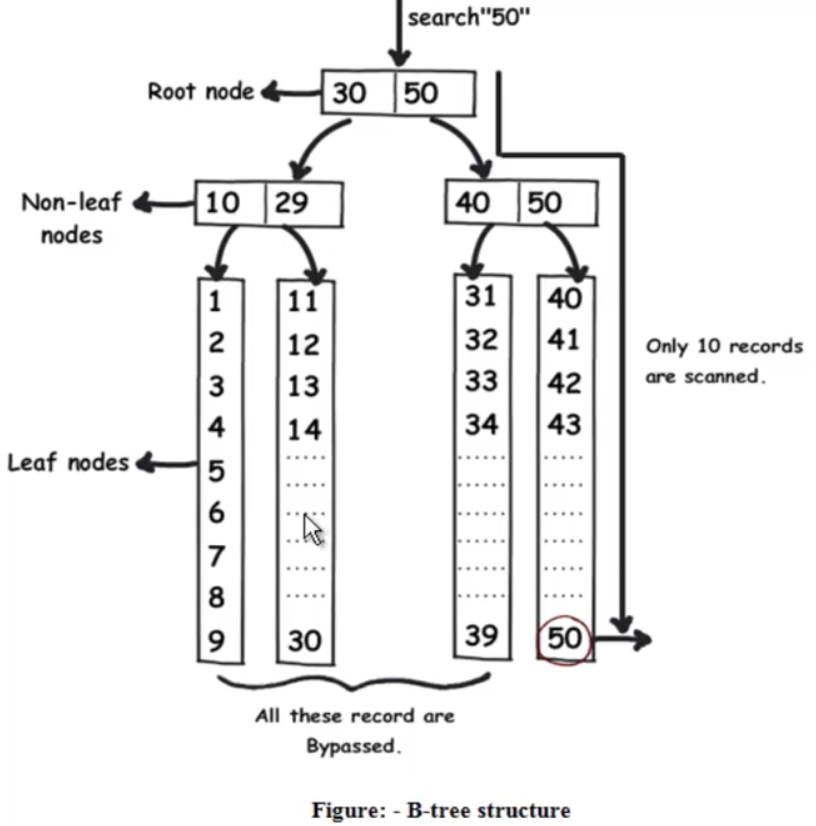 search"50"
Root node
30 50
Non-leaf
nodes
10 29
40 50
1 11 31 40
2 12 32 41
3 13 33 42
4 14 34 43
Only 10 records
are scanned.
Leaf nodes
5 ..... ..... .....
6 ..... ..... .....
7 ..... ..... .....
8 ..... ..... .....
9 30 39 50
All these record are
Bypassed.
Figure: - B-tree structure